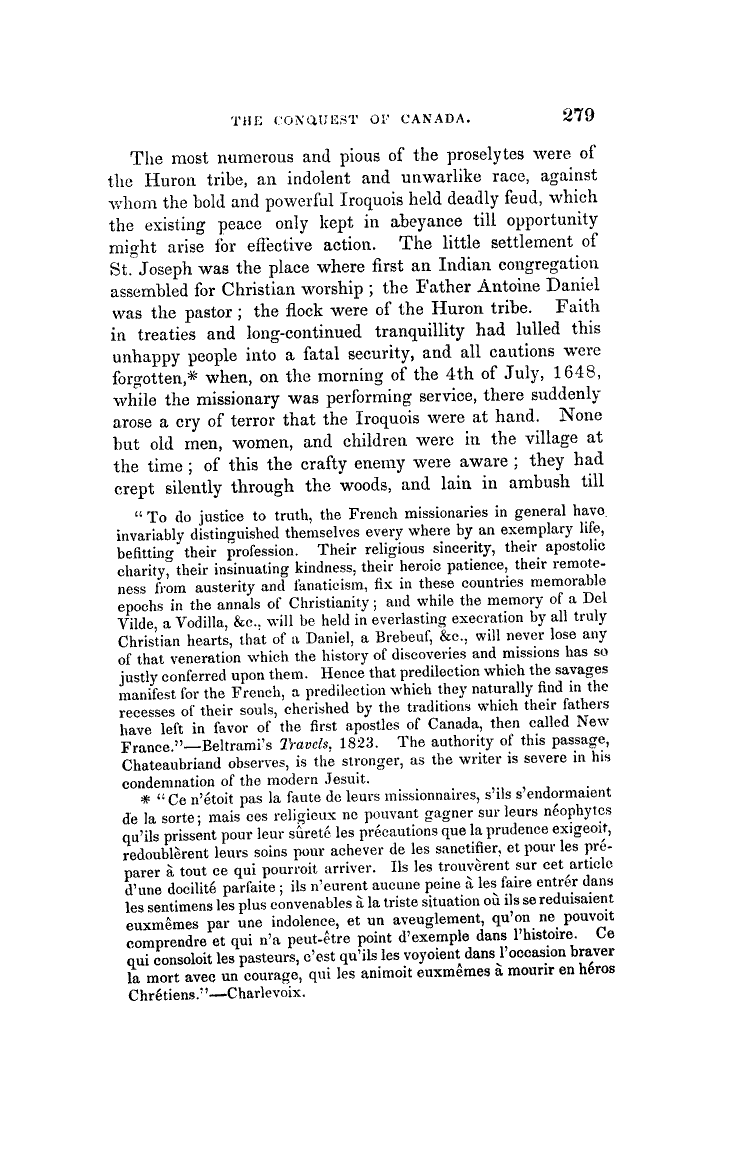 THE CONQUEST OF CANADA. 279
The most numerous and pious of the proselytes were of
the Huron tribe, an indolent and unwarlike race, against
whom the bold and powerful Iroquois held deadly feud, which
the existing peace only kept in abeyance till opportunity
might arise for effective action. The little settlement of
St. Joseph was the place where first an Indian congregation
assembled for Christian worship ; the Father Antoine Daniel
was the pastor ; the flock were of the Huron tribe. Faith
in treaties and long-continued tranquillity had lulled this
unhappy people into a fatal security, and all cautions were
forgotten,* when, on the morning of the 4th of July, 1648,
while the missionary was performing service, there suddenly
arose a cry of terror that the Iroquois were at hand. None
but old men, women, and children were in the village at
the time ; of this the crafty enemy were aware ; they had
crept silently through the woods, and lain in ambush till
“ To do justice to truth, the French missionaries in general have
invariably distinguished themselves every where by an exemplary life,
befitting their profession. Their religious sincerity, their apostolic
charity, their insinuating kindness, their heroic patience, their remote-
ness from austerity and fanaticism, fix in these countries memorable
epochs in the annals of Christianity ; and while the memory of a Del
Vilde, a Vodilla, &c., will be held in everlasting execration by all truly
Christian hearts, that of a Daniel, a Brebeuf, &c., will never lose any
of that veneration which the history of discoveries and missions has so
justly conferred upon them. Hence that predilection which the savages
manifest for the French, a predilection which they naturally find in the
recesses of their souls, cherished by the traditions which their fathers
have left in favor of the first apostles of Canada, then called New
France.”—Beltrami's Travels, 1823. The authority of this passage,
Chateaubriand observes, is the stronger, as the writer is severe in his
condemnation of the modern Jesuit.
* “ Ce n'étoit pas la faute de leurs missionnaires, s'ils s'endormaient
de la sorte ; mais ces religieux ne pouvant gagner sur leurs néophytes
qu'ils prissent pour leur sûreté les précautions que la prudence exigeoit,
redoublèrent leurs soins pour achever de les sanctifier, et pour les pré-
parer à tout ce qui pourroit arriver. Ils les trouvèrent sur cet article
d'une docilité parfaite ; ils n'eurent aucune peine à les faire entrér dans
les sentimens les plus convenables à la triste situation où ils se reduisaient
euxmêmes par une indolence, et un aveuglement, qu'on ne pouvoit
comprendre et qui n'a peut-être point d'exemple dans l'histoire. Ce
qui consoloit les pasteurs, c'est qu'ils les voyoient dans l'occasion braver
la mort avec un courage, qui les animoit euxmêmes à mourir en héros
Chrétiens.”—Charlevoix.